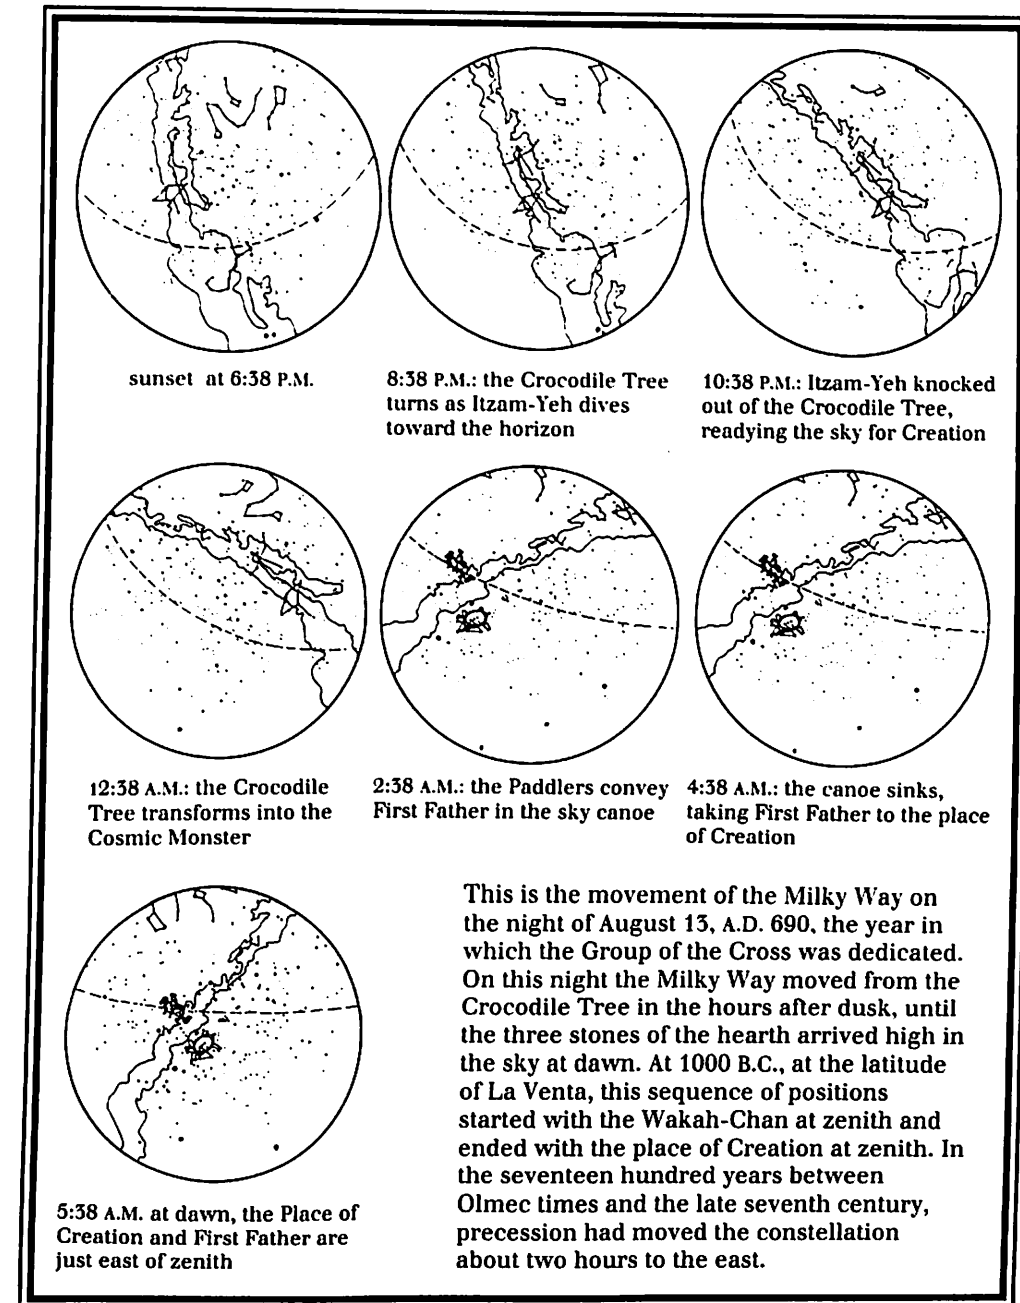 sunset at 6:38 P.M.
8:38 P.M.: the Crocodile Tree
turns as Itzam-Yeh dives
toward the horizon
10:38 P.M.: Itzam-Yeh knocked
out of the Crocodile Tree,
readying the sky for Creation
12:38 A.M.: the Crocodile
Tree transforms into the
Cosmic Monster
2:38 A.M.: the Paddlers convey
First Father in the sky canoe
4:38 A.M.: the canoe sinks,
taking First Father to the place
of Creation
5:38 A.M. at dawn, the Place of
Creation and First Father are
just east of zenith
This is the movement of the Milky Way on
the night of August 13, A.D. 690, the year in
which the Group of the Cross was dedicated.
On this night the Milky Way moved from the
Crocodile Tree in the hours after dusk, until
the three stones of the hearth arrived high in
the sky at dawn. At 1000 B.C., at the latitude
of La Venta, this sequence of positions
started with the Wakah-Chan at zenith and
ended with the place of Creation at zenith. In
the seventeen hundred years between
Olmec times and the late seventh century,
precession had moved the constellation
about two hours to the east.